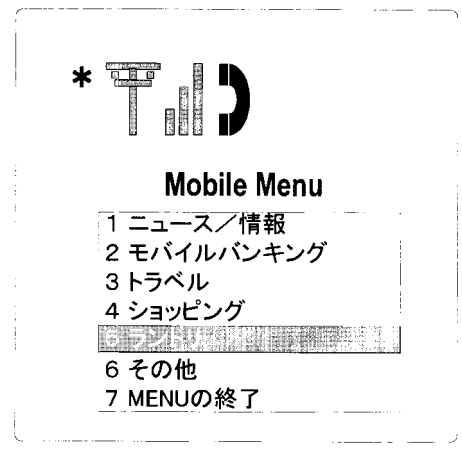 *
Mobile Menu
1 ニュース／情報
2 モバイルバンキング
3 トラベル
4 ショッピング
6 その他
7 MENUの終了